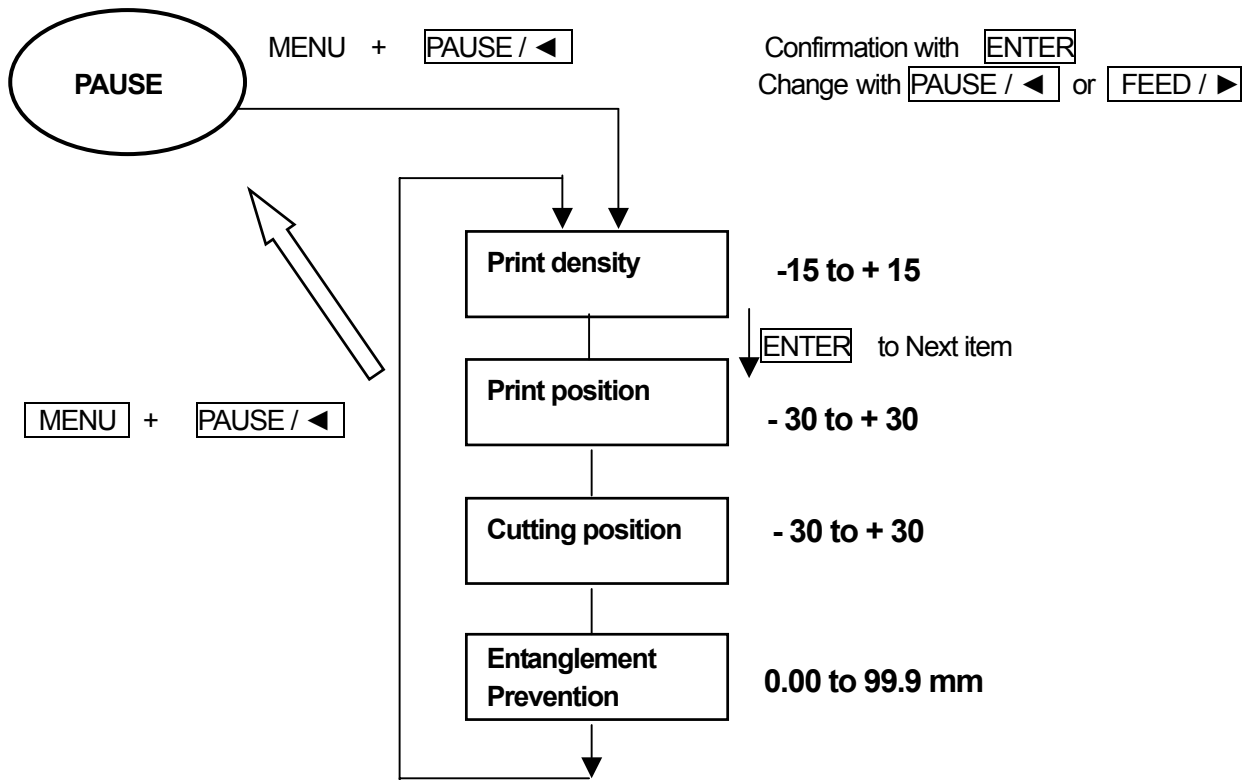 MENU + PAUSE / ◄
Confirmation with ENTER
PAUSE
Change with PAUSE / ◄ or FEED / ►
Print density
-15 to + 15
ENTER to Next item
Print position
- 30 to + 30
MENU + PAUSE / ◄
Cutting position
- 30 to + 30
Entanglement
Prevention
0.00 to 99.9 mm